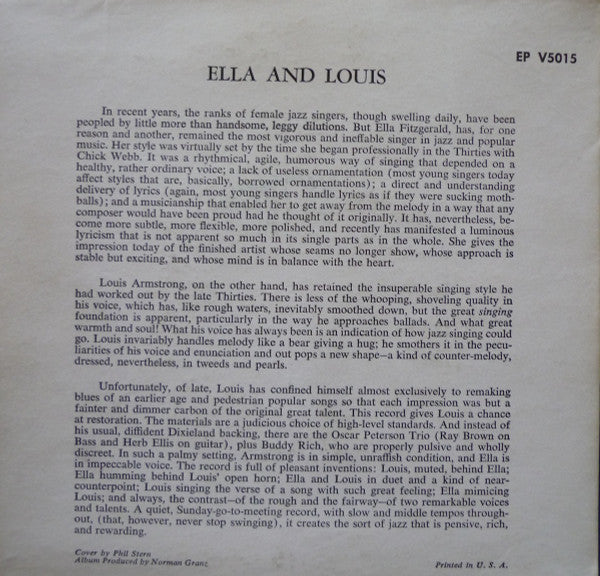 EP V5015
ELLA AND LOUIS
In recent years, the ranks of female jazz singers, though swelling daily, have been
peopled by little more than handsome, leggy dilutions. But Ella Fitzgerald, has, for one
reason and another, remained the most vigorous and ineffable singer in jazz and popular
music. Her style was virtually set by the time she began professionally in the Thirties with
Chick Webb. It was a rhythmical, agile, humorous way of singing that depended on a
healthy, rather ordinary voice; a lack of useless ornamentation (most young singers today
affect styles that are, basically, borrowed ornamentations); a direct and understanding
delivery of lyrics (again, most young singers handle lyrics as if they were sucking moth-
balls); and a musicianship that enabled her to get away from the melody in a way that any
composer would have been proud had he thought of it originally. It has, nevertheless, be-
come more subtle, more flexible, more polished, and recently has manifested a luminous
lyricism that is not apparent so much in its single parts as in the whole. She gives the
impression today of the finished artist whose seams no longer show, whose approach is
stable but exciting, and whose mind is in balance with the heart.
Louis Armstrong, on the other hand, has retained the insuperable singing style he
had worked out by the late Thirties. There is less of the whooping, shoveling quality in
his voice, which has, like rough waters, inevitably smoothed down, but the great singing
foundation is apparent, particularly in the way he approaches ballads. And what great
warmth and soul! What his voice has always been is an indication of how jazz singing could
go. Louis invariably handles melody like a bear giving a hug; he smothers it in the pecu-
liarities of his voice and enunciation and out pops a new shape—a kind of counter-melody,
dressed, nevertheless, in tweeds and pearls.
Unfortunately, of late, Louis has confined himself almost exclusively to remaking
blues of an earlier age and pedestrian popular songs so that each impression was but a
fainter and dimmer carbon of the original great talent. This record gives Louis a chance
at restoration. The materials are a judicious choice of high-level standards. And instead of
his usual, diffident Dixieland backing, there are the Oscar Peterson Trio (Ray Brown on
Bass and Herb Ellis on guitar), plus Buddy Rich, who are properly pulsive and wholly
discreet. In such a palmy setting, Armstrong is in simple, unraffish condition, and Ella is
in impeccable voice. The record is full of pleasant inventions: Louis, muted, behind Ella;
Ella humming behind Louis' open horn; Ella and Louis in duet and a kind of near-
counterpoint; Louis singing the verse of a song with such great feeling; Ella mimicing
Louis; and always, the contrast—of the rough and the fairway—of two remarkable voices
and talents. A quiet, Sunday-go-to-meeting record, with slow and middle tempos through-
out, (that, however, never stop swinging), it creates the sort of jazz that is pensive, rich,
and rewarding.
Cover by Phil Stern
Album Produced by Norman Granz
Printed in U. S. A.